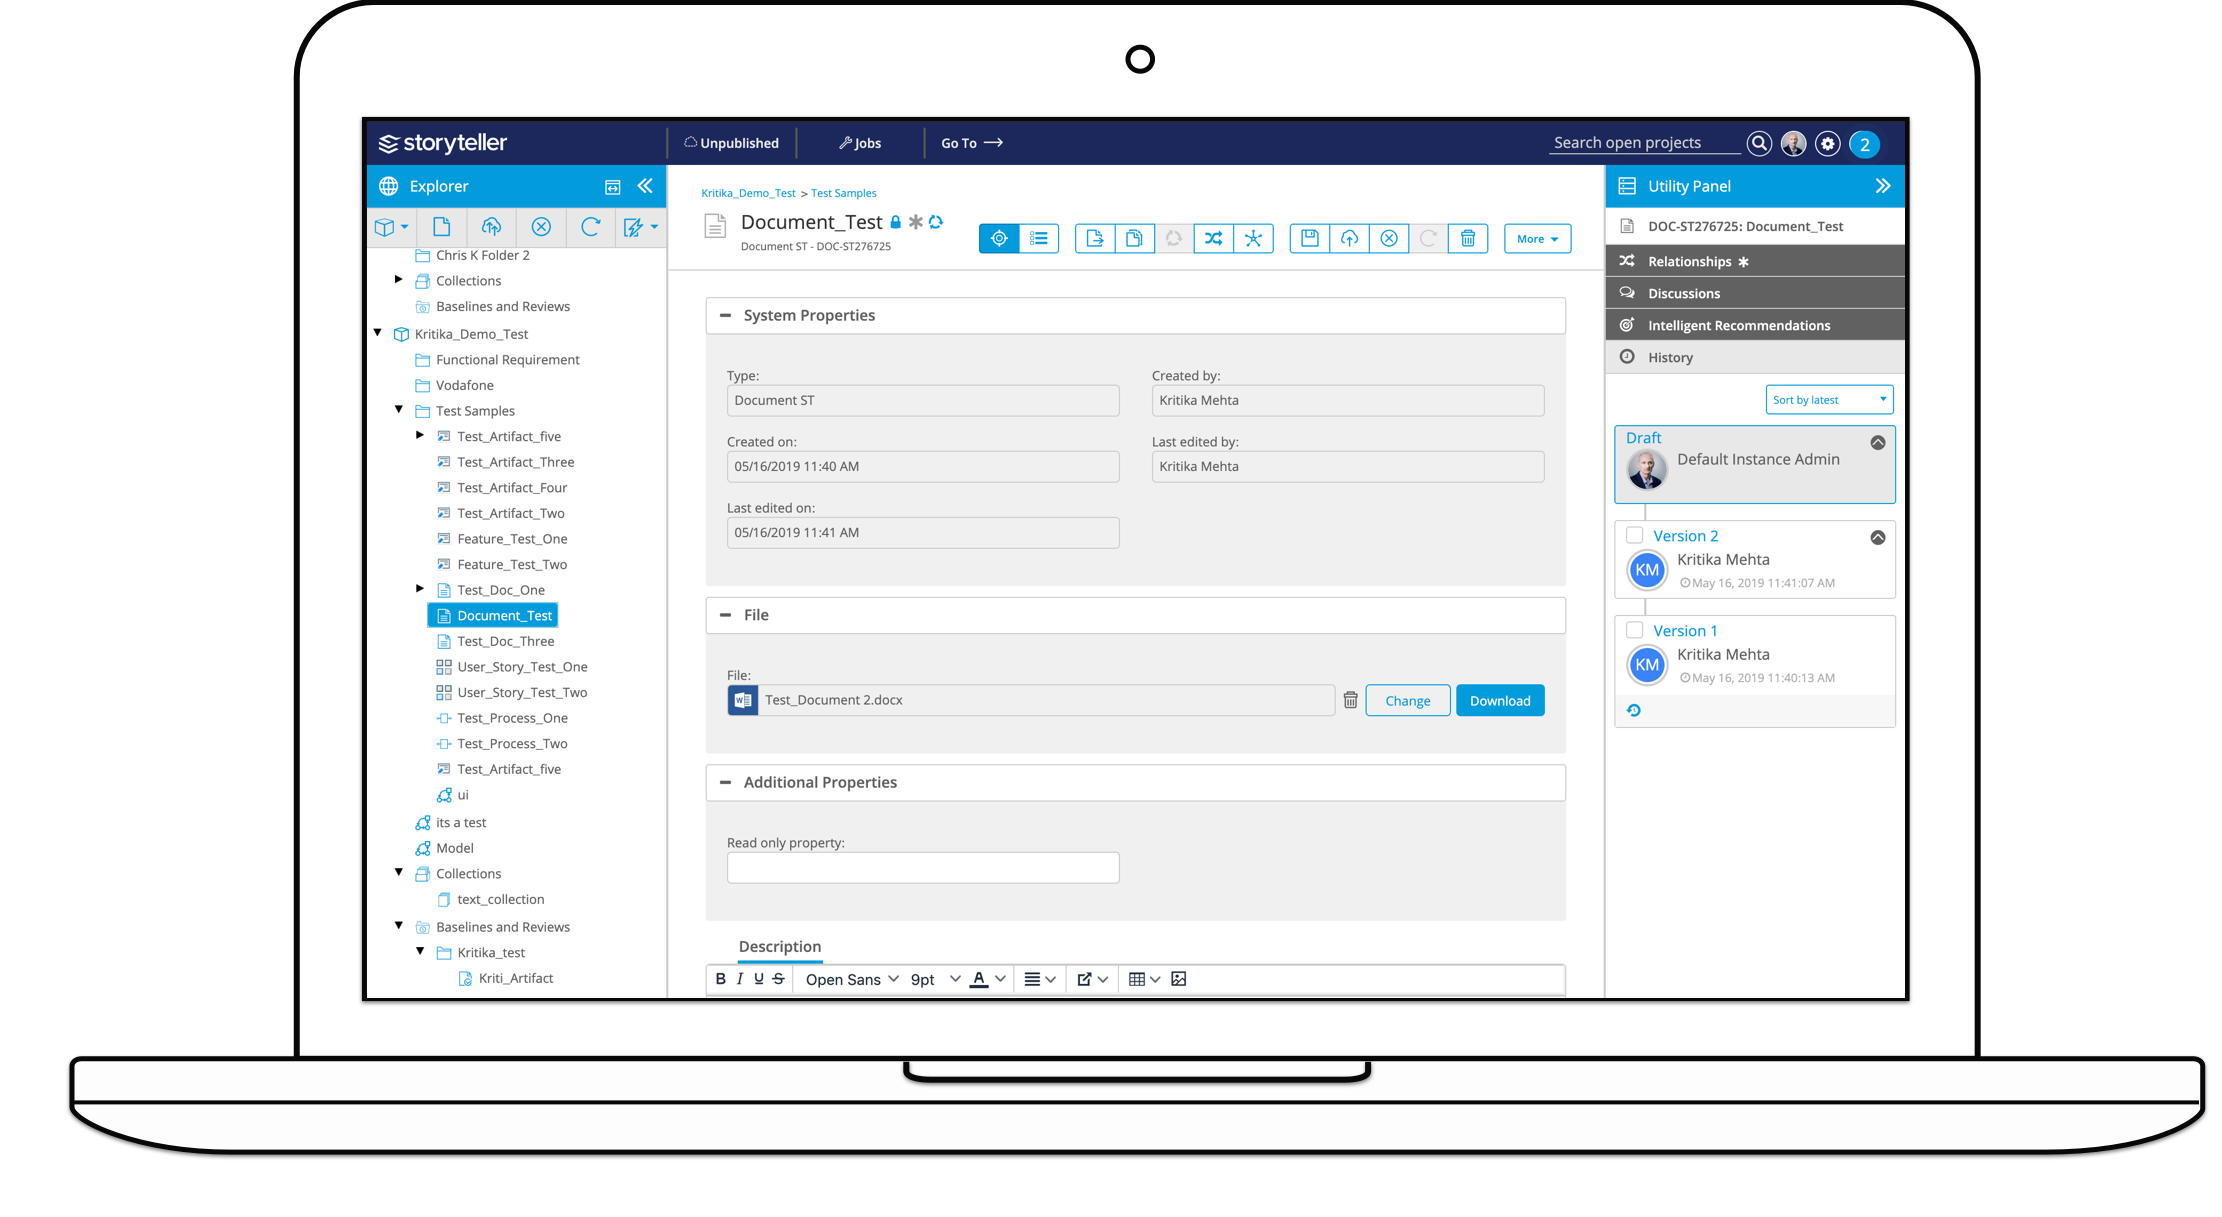 storyteller
Unpublished
Jobs
Go To
Search open projects
2
Explorer
Chris K Folder 2
Collections
Baselines and Reviews
Kritika_Demo_Test
Functional Requirement
Vodafone
Test Samples
Test_Artifact_five
Test_Artifact_Three
Test_Artifact_Four
Test_Artifact_Two
Feature_Test_One
Feature_Test_Two
Test_Doc_One
Document_Test
Test_Doc_Three
User_Story_Test_One
User_Story_Test_Two
Test_Process_One
Test_Process_Two
Test_Artifact_five
ui
its a test
Model
Collections
text_collection
Baselines and Reviews
Kritika_test
Kriti_Artifact
Kritika_Demo_Test > Test Samples
Document_Test
Document ST - DOC-ST276725
More
System Properties
Type:
Document ST
Created by:
Kritika Mehta
Created on:
05/16/2019 11:40 AM
Last edited by:
Kritika Mehta
Last edited on:
05/16/2019 11:41 AM
File
File:
W
Test_Document 2.docx
Change
Download
Additional Properties
Read only property:
Description
B I U S
Open Sans
9pt
A
Utility Panel
DOC-ST276725: Document_Test
Relationships
Discussions
Intelligent Recommendations
History
Sort by latest
Draft
Default Instance Admin
Version 2
KM
Kritika Mehta
May 16, 2019 11:41:07 AM
Version 1
KM
Kritika Mehta
May 16, 2019 11:40:13 AM